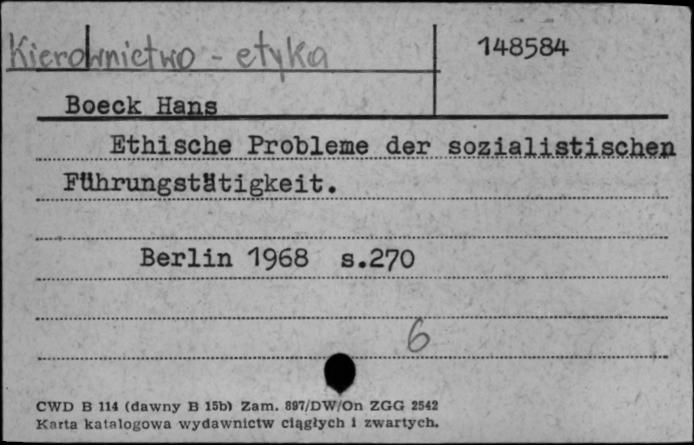 Kierownictwo - etyka 148584
Boeck Hans
Ethische Probleme der sozialistischen
Führungstätigkeit.
Berlin 1968 s.270
6
CWD B 114 (dawny B 15b) Zam. 897/DW/On ZGG 2542
Karta katalogowa wydawnictw ciągłych i zwartych.